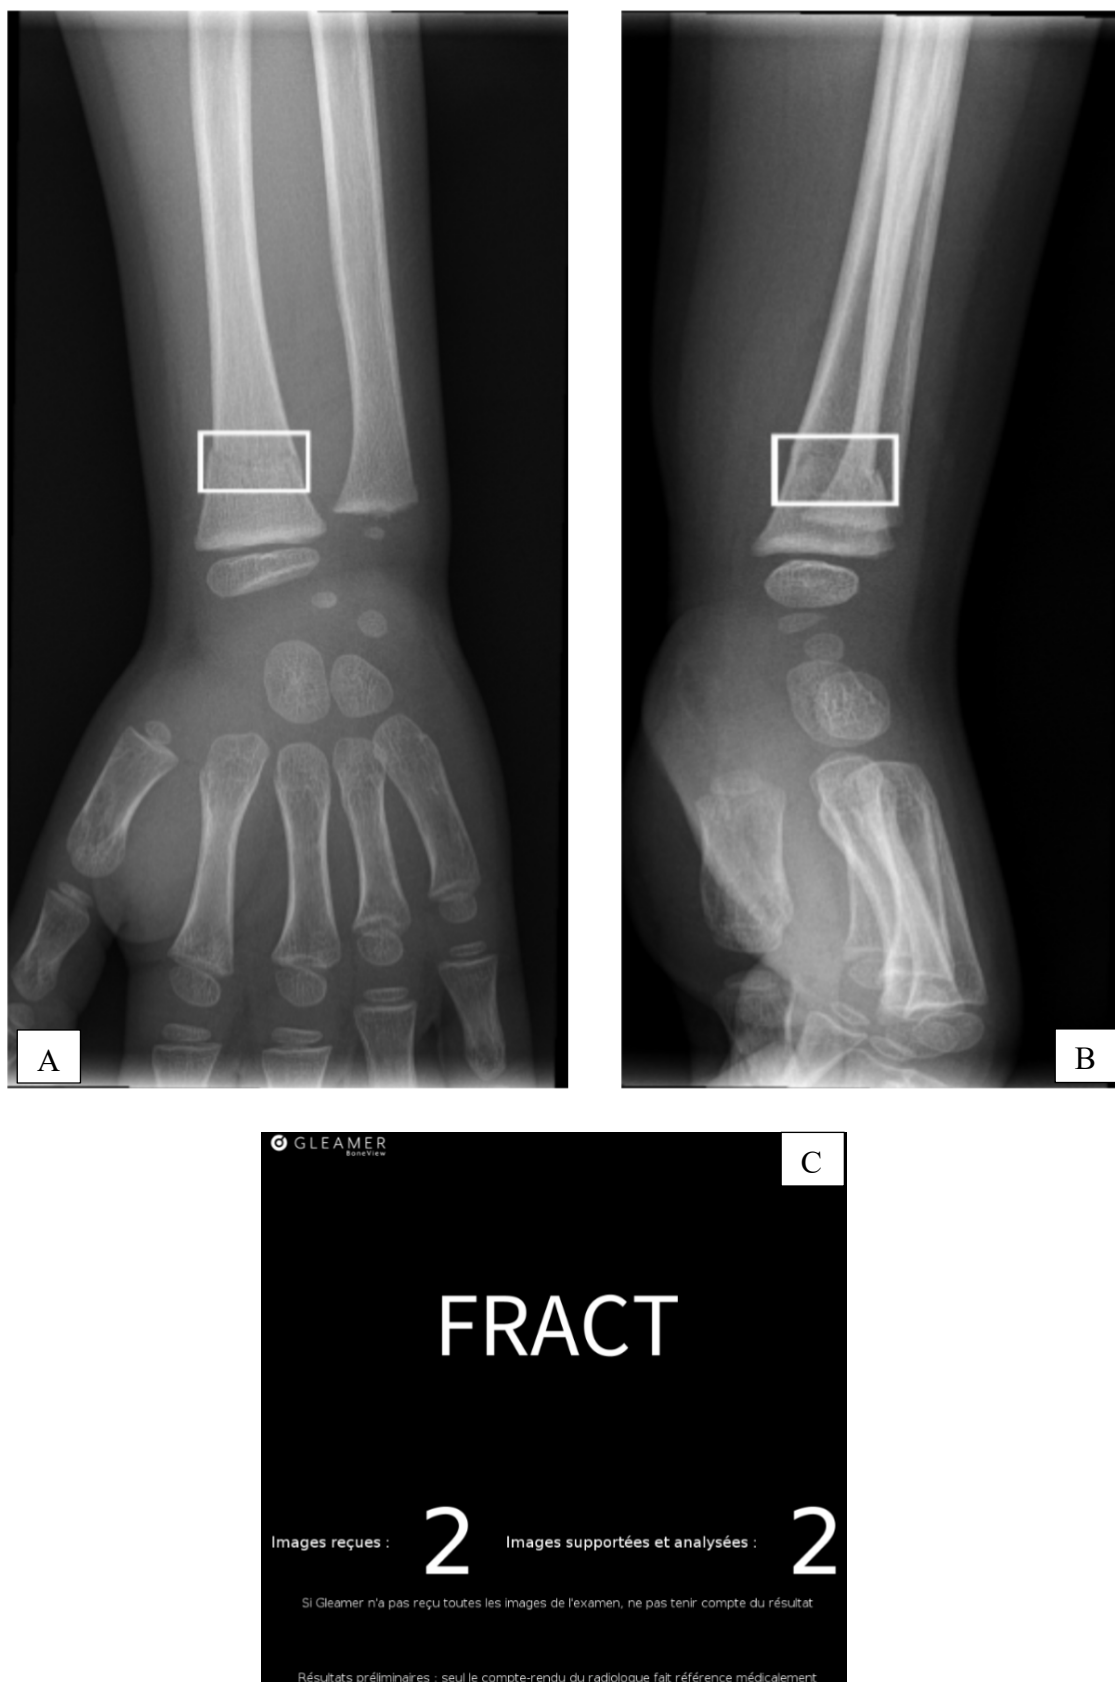 A
B
GLEAMER
BoneView
C
FRACT
Images reçues : 2 Images supportées et analysées : 2
Si Gleamer n'a pas reçu toutes les images de l'examen, ne pas tenir compte du résultat
Résultats préliminaires : seul le compte-rendu du radiologue fait référence médicalement